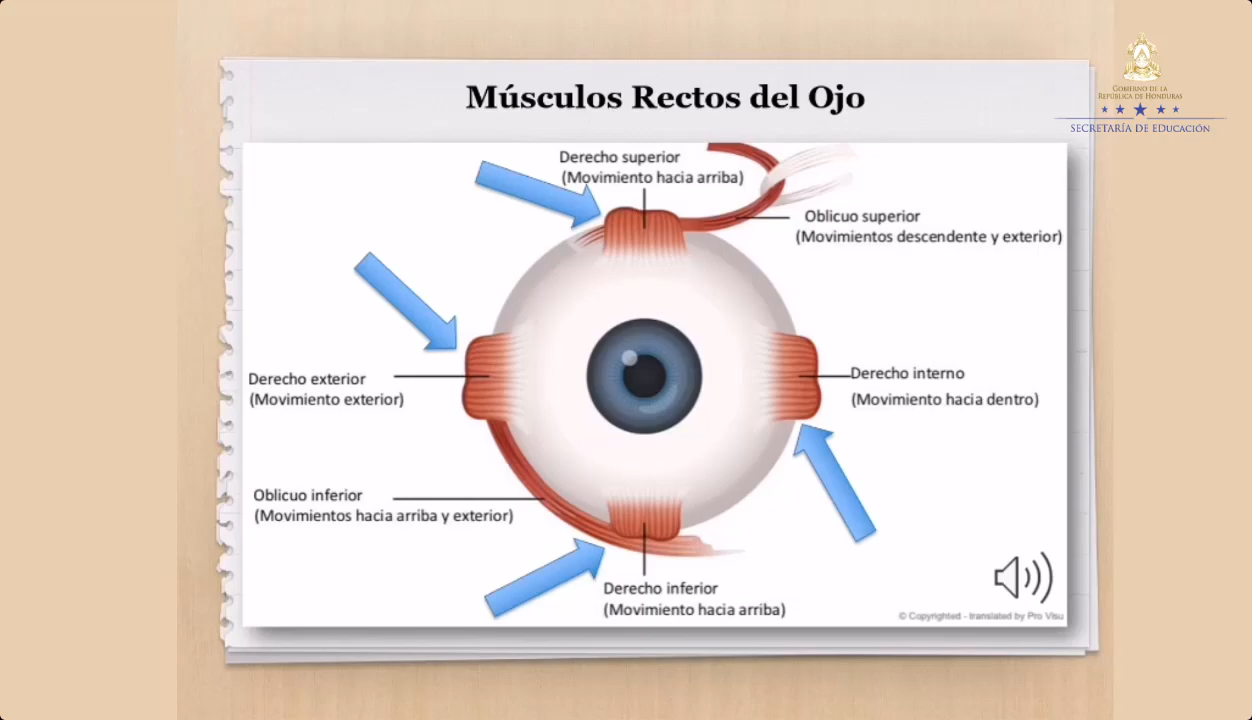 Músculos Rectos del Ojo
GOBIERNO DE LA
REPÚBLICA DE HONDURAS
SECRETARÍA DE EDUCACIÓN
Derecho superior
(Movimiento hacia arriba)
Oblicuo superior
(Movimientos descendente y exterior)
Derecho exterior
(Movimiento exterior)
Derecho interno
(Movimiento hacia dentro)
Oblicuo inferior
(Movimientos hacia arriba y exterior)
Derecho inferior
(Movimiento hacia arriba)
© Copyrighted - translated by Pro Visu